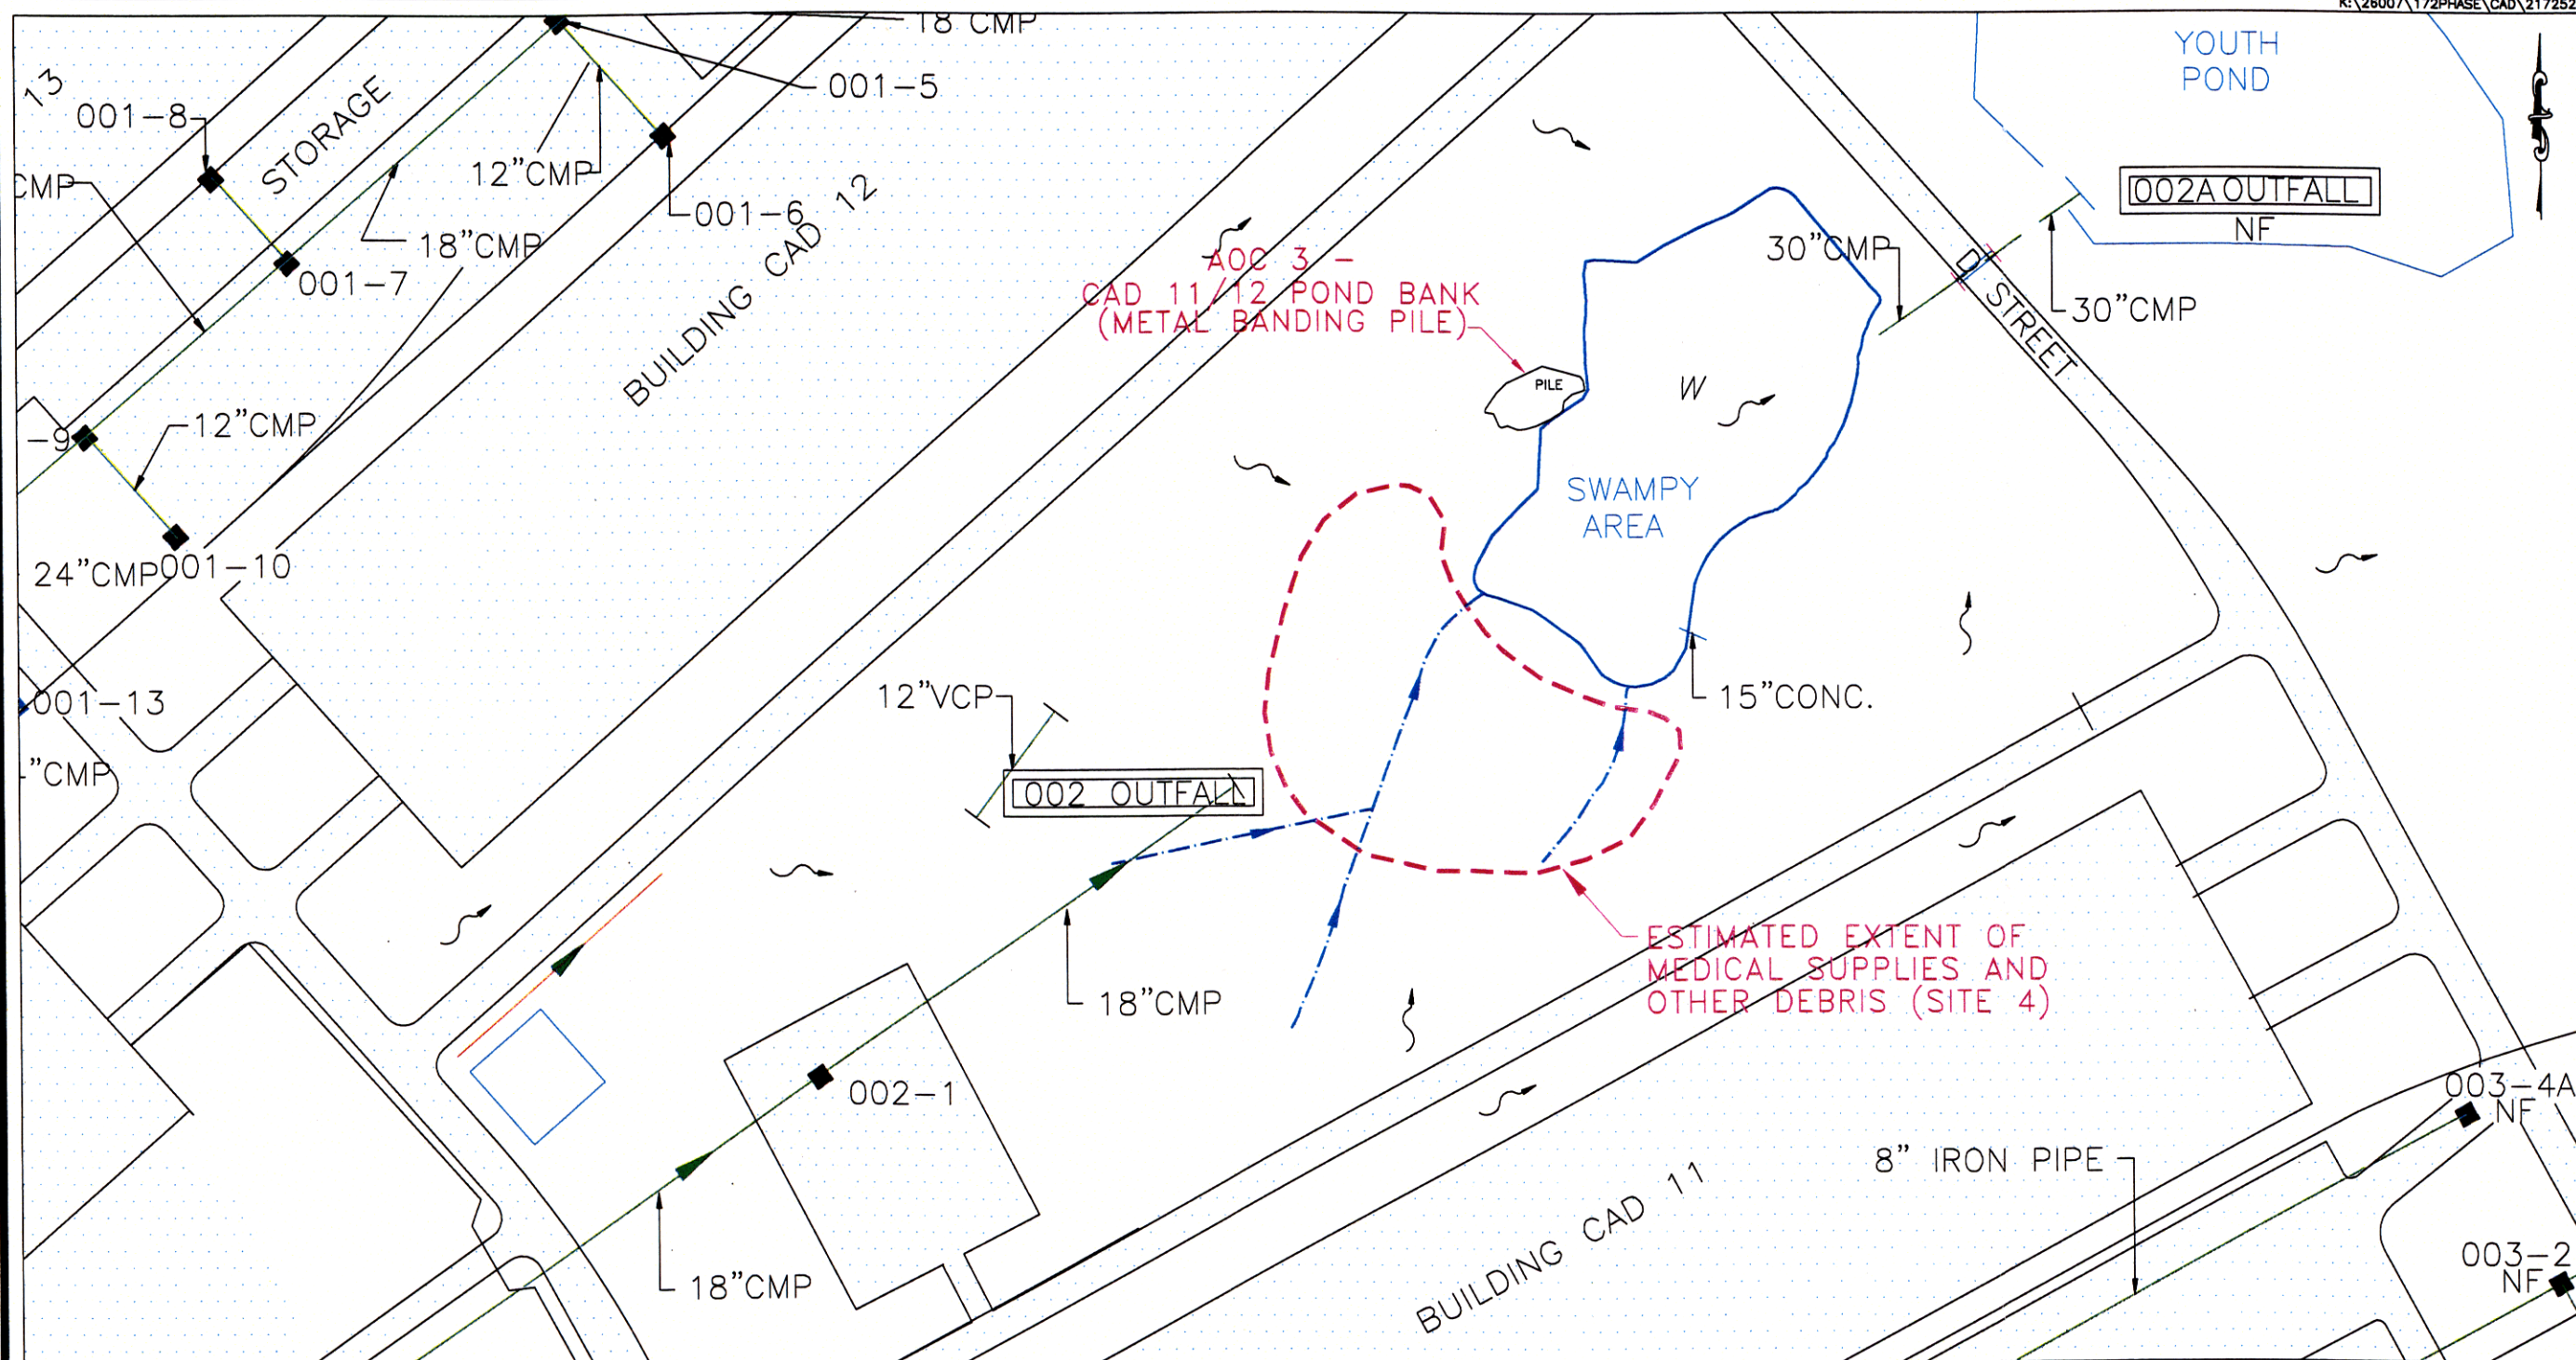 K:\26007\172PHASE\CAD\217252
18"CMP
YOUTH
POND
13
001-8
STORAGE
001-5
12"CMP
CMP
001-6
18"CMP
001-7
BUILDING CAD 12
002A OUTFALL
NF
30"CMP
D STREET
30"CMP
AOC 3 -
CAD 11/12 POND BANK
(METAL BANDING PILE)
PILE
W
SWAMPY
AREA
-9
12"CMP
24"CMP
001-10
001-13
"CMP
12"VCP
15"CONC.
002 OUTFALL
18"CMP
ESTIMATED EXTENT OF
MEDICAL SUPPLIES AND
OTHER DEBRIS (SITE 4)
002-1
18"CMP
BUILDING CAD 11
8" IRON PIPE
003-4A
NF
003-2
NF